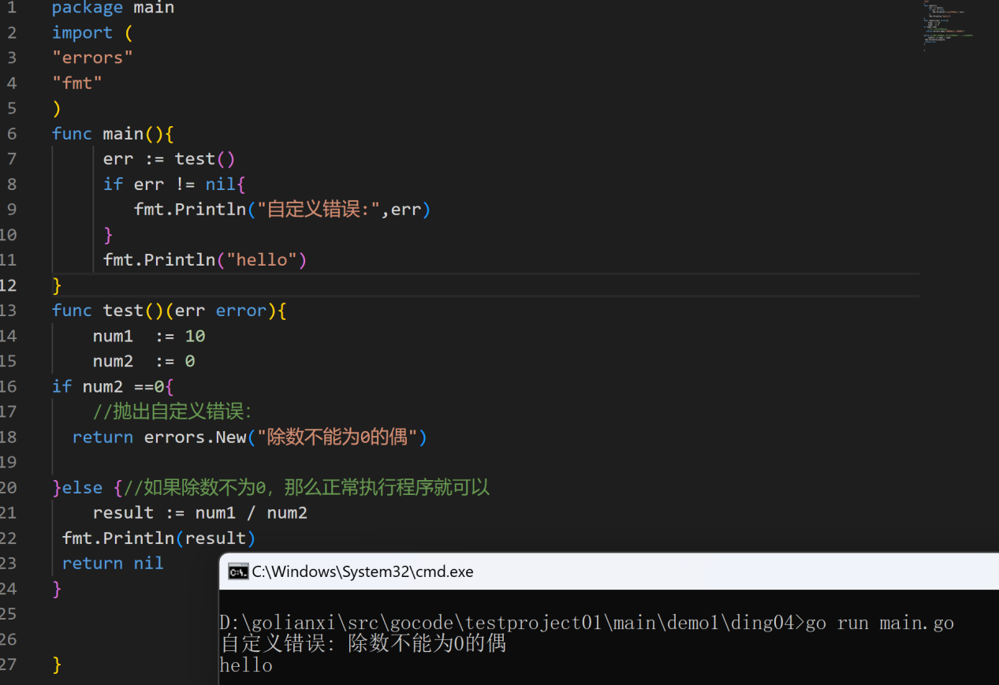 1 package main
2 import (
3 "errors"
4 "fmt"
5 )
6 func main(){
7 err := test()
8 if err != nil{
9 fmt.Println("自定义错误:",err)
10 }
11 fmt.Println("hello")
12 }
13 func test()(err error){
14 num1  := 10
15 num2  := 0
16 if num2 ==0{
17 //抛出自定义错误:
18 return errors.New("除数不能为0的偶")
19
20 }else {//如果除数不为0，那么正常执行程序就可以
21 result := num1 / num2
22 fmt.Println(result)
23 return nil
24 }
25
26
27 }
C:\Windows\System32\cmd.exe
D:\golianxi\src\gocode\testproject01\main\demo1\ding04>go run main.go
自定义错误: 除数不能为0的偶
hello